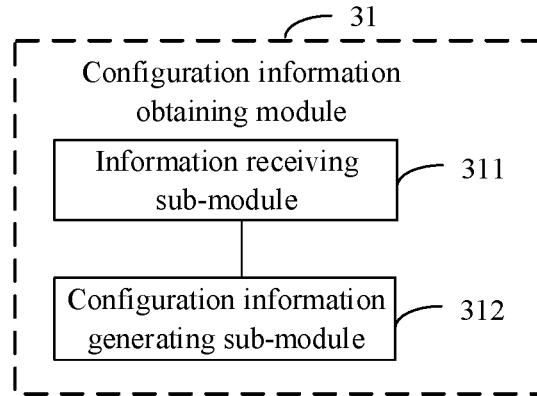 31
Configuration information
obtaining module
Information receiving
sub-module
311
Configuration information
generating sub-module
312